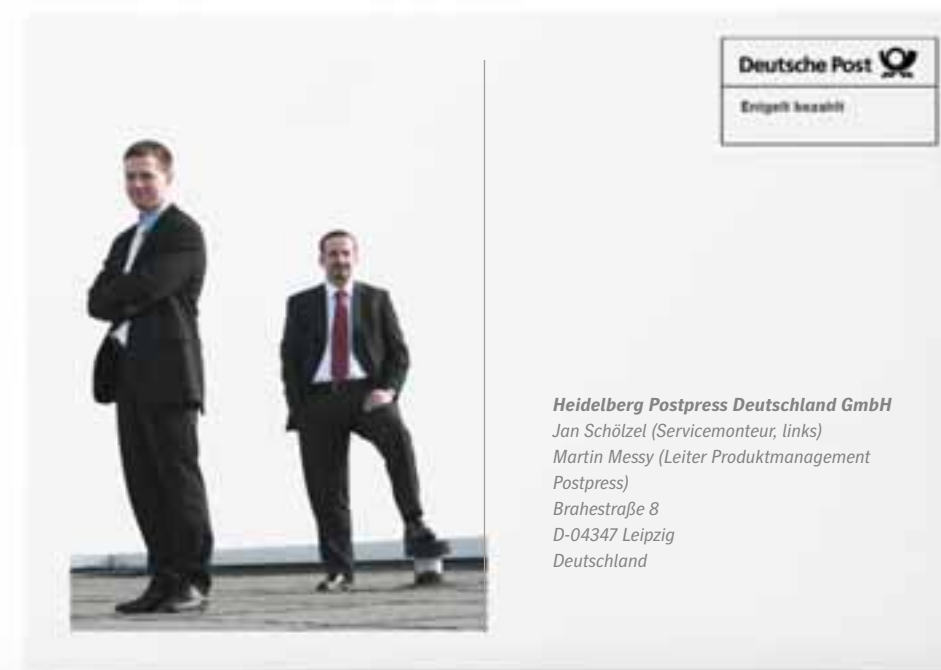 Deutsche Post
Entgelt bezahlt
Heidelberg Postpress Deutschland GmbH
Jan Schölzel (Servicemonteur, links)
Martin Messy (Leiter Produktmanagement
Postpress)
Brahestraße 8
D-04347 Leipzig
Deutschland